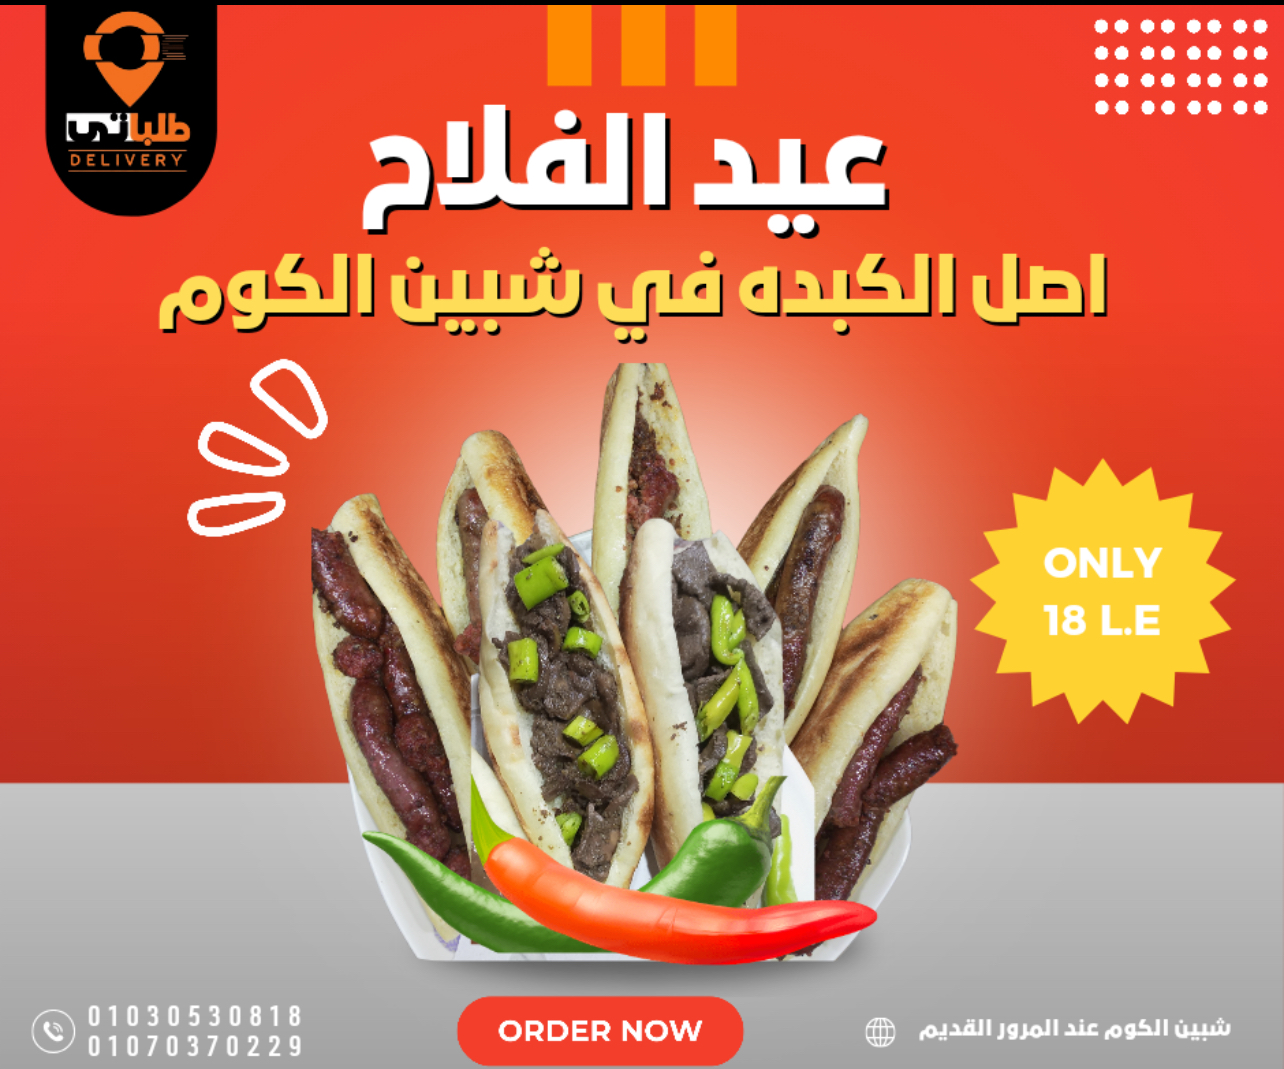 طلباتي
DELIVERY
عيد الفلاح
اصل الكبده في شبين الكوم
ONLY
18 L.E
01030530818
01070370229
ORDER NOW
شبين الكوم عند المرور القديم